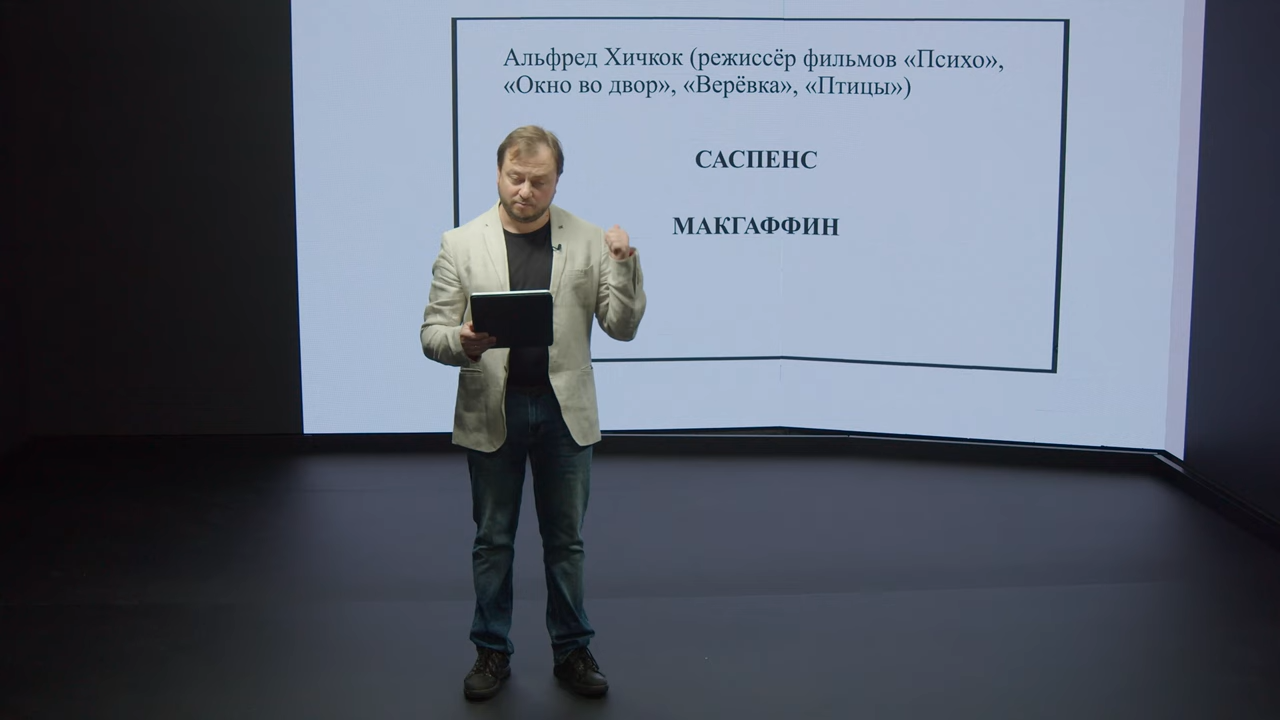 Альфред Хичкок (режиссёр фильмов «Психо»,
«Окно во двор», «Верёвка», «Птицы»)
САСПЕНС
МАКГАФФИН